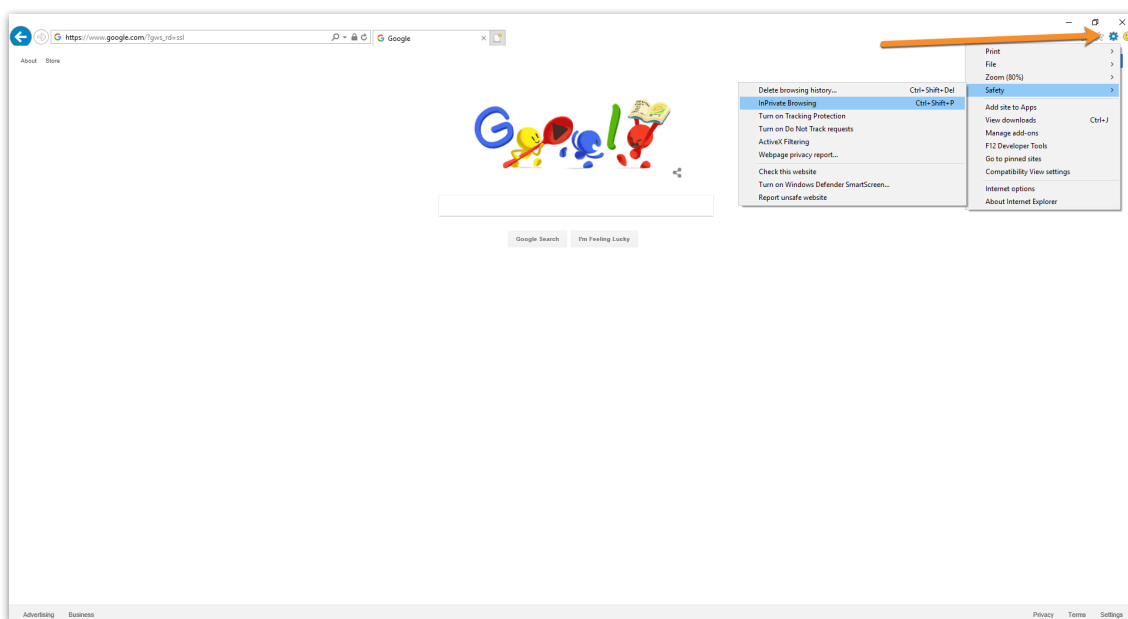 https://www.google.com/?gws_rd=ssl
Google
About Store
Print
File
Zoom (80%)
Safety
Add site to Apps
View downloads Ctrl+J
Manage add-ons
F12 Developer Tools
Go to pinned sites
Compatibility View settings
Internet options
About Internet Explorer
Delete browsing history... Ctrl+Shift+Del
InPrivate Browsing Ctrl+Shift+P
Turn on Tracking Protection
Turn on Do Not Track requests
ActiveX Filtering
Webpage privacy report...
Check this website
Turn on Windows Defender SmartScreen...
Report unsafe website
Google
Google Search I'm Feeling Lucky
Advertising Business Privacy Terms Settings